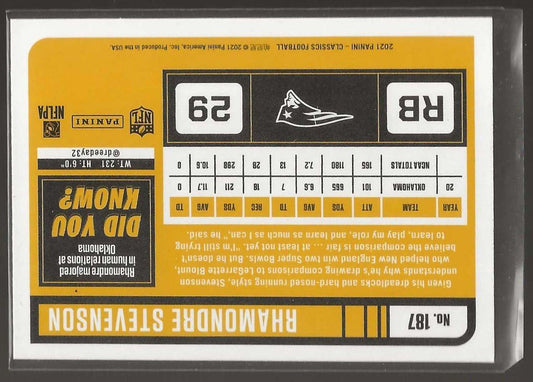 No. 187
RHAMONDRE STEVENSON
Given his dreadlocks and hard-nosed running style, Stevenson,
understands why he's drawing comparisons to LeGarrette Blount,
who helped New England win two Super Bowls. But he doesn't
believe the comparison is fair ... at least not yet. "I'm still trying
to learn, play my role, and learn as much as I can," he said.
YEAR TEAM ATT YDS AVG TD REC YDS AVG TD
20 OKLAHOMA 101 665 6.6 7 18 211 11.7 0
NCAA TOTALS 165 1180 7.2 13 28 298 10.6 0
RB
29
Rhamondre majored
in human relations at
Oklahoma
DID YOU
KNOW?
WT: 231 HT: 6'0"
@dreeday32
NFL
PANINI
NFLPA
2021 PANINI – CLASSICS FOOTBALL
© 2021 Panini America, Inc. Produced in the USA.